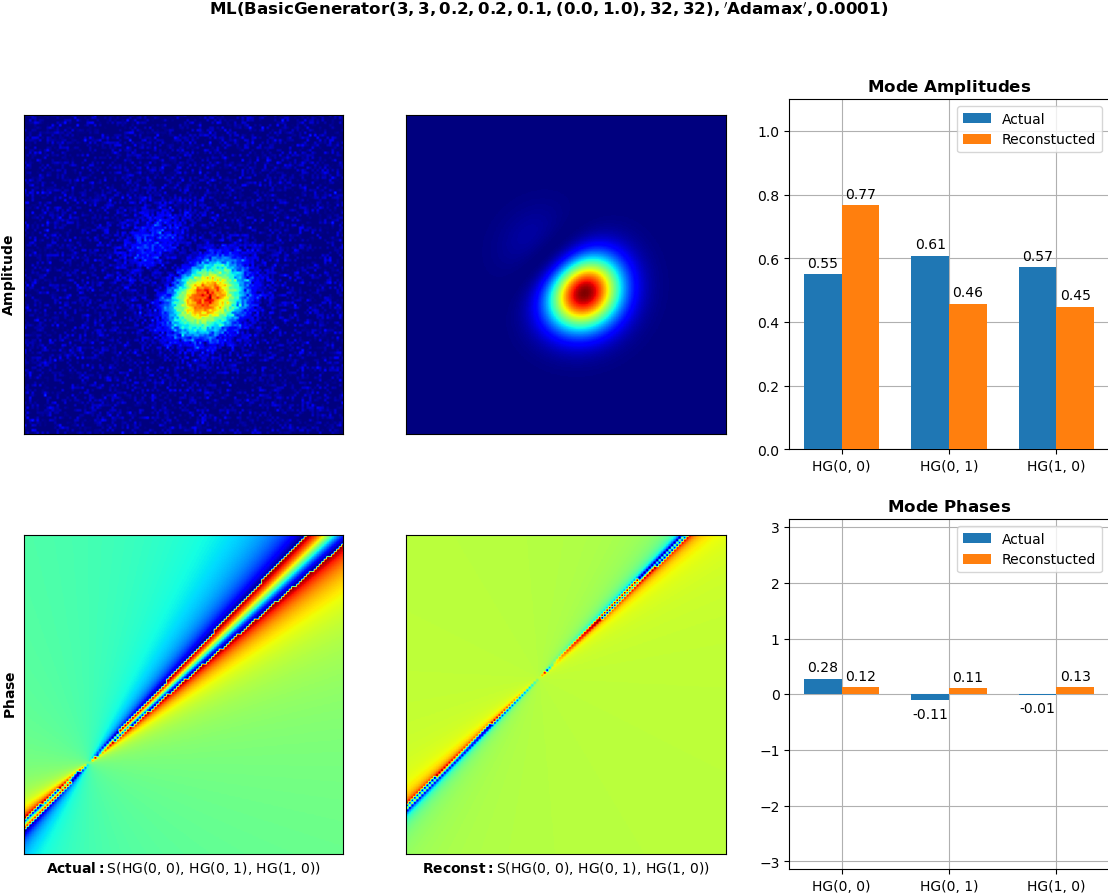 ML(BasicGenerator(3, 3, 0.2, 0.2, 0.1, (0.0, 1.0), 32, 32), ′Adamax′, 0.0001)
Amplitude
Mode Amplitudes
Actual
Reconstucted
1.0
0.8
0.6
0.4
0.2
0.0
0.55
0.77
0.61
0.46
0.57
0.45
HG(0, 0)
HG(0, 1)
HG(1, 0)
Phase
Actual: S(HG(0, 0), HG(0, 1), HG(1, 0))
Reconst: S(HG(0, 0), HG(0, 1), HG(1, 0))
Mode Phases
Actual
Reconstucted
3
2
1
0
−1
−2
−3
0.28
0.12
-0.11
0.11
-0.01
0.13
HG(0, 0)
HG(0, 1)
HG(1, 0)